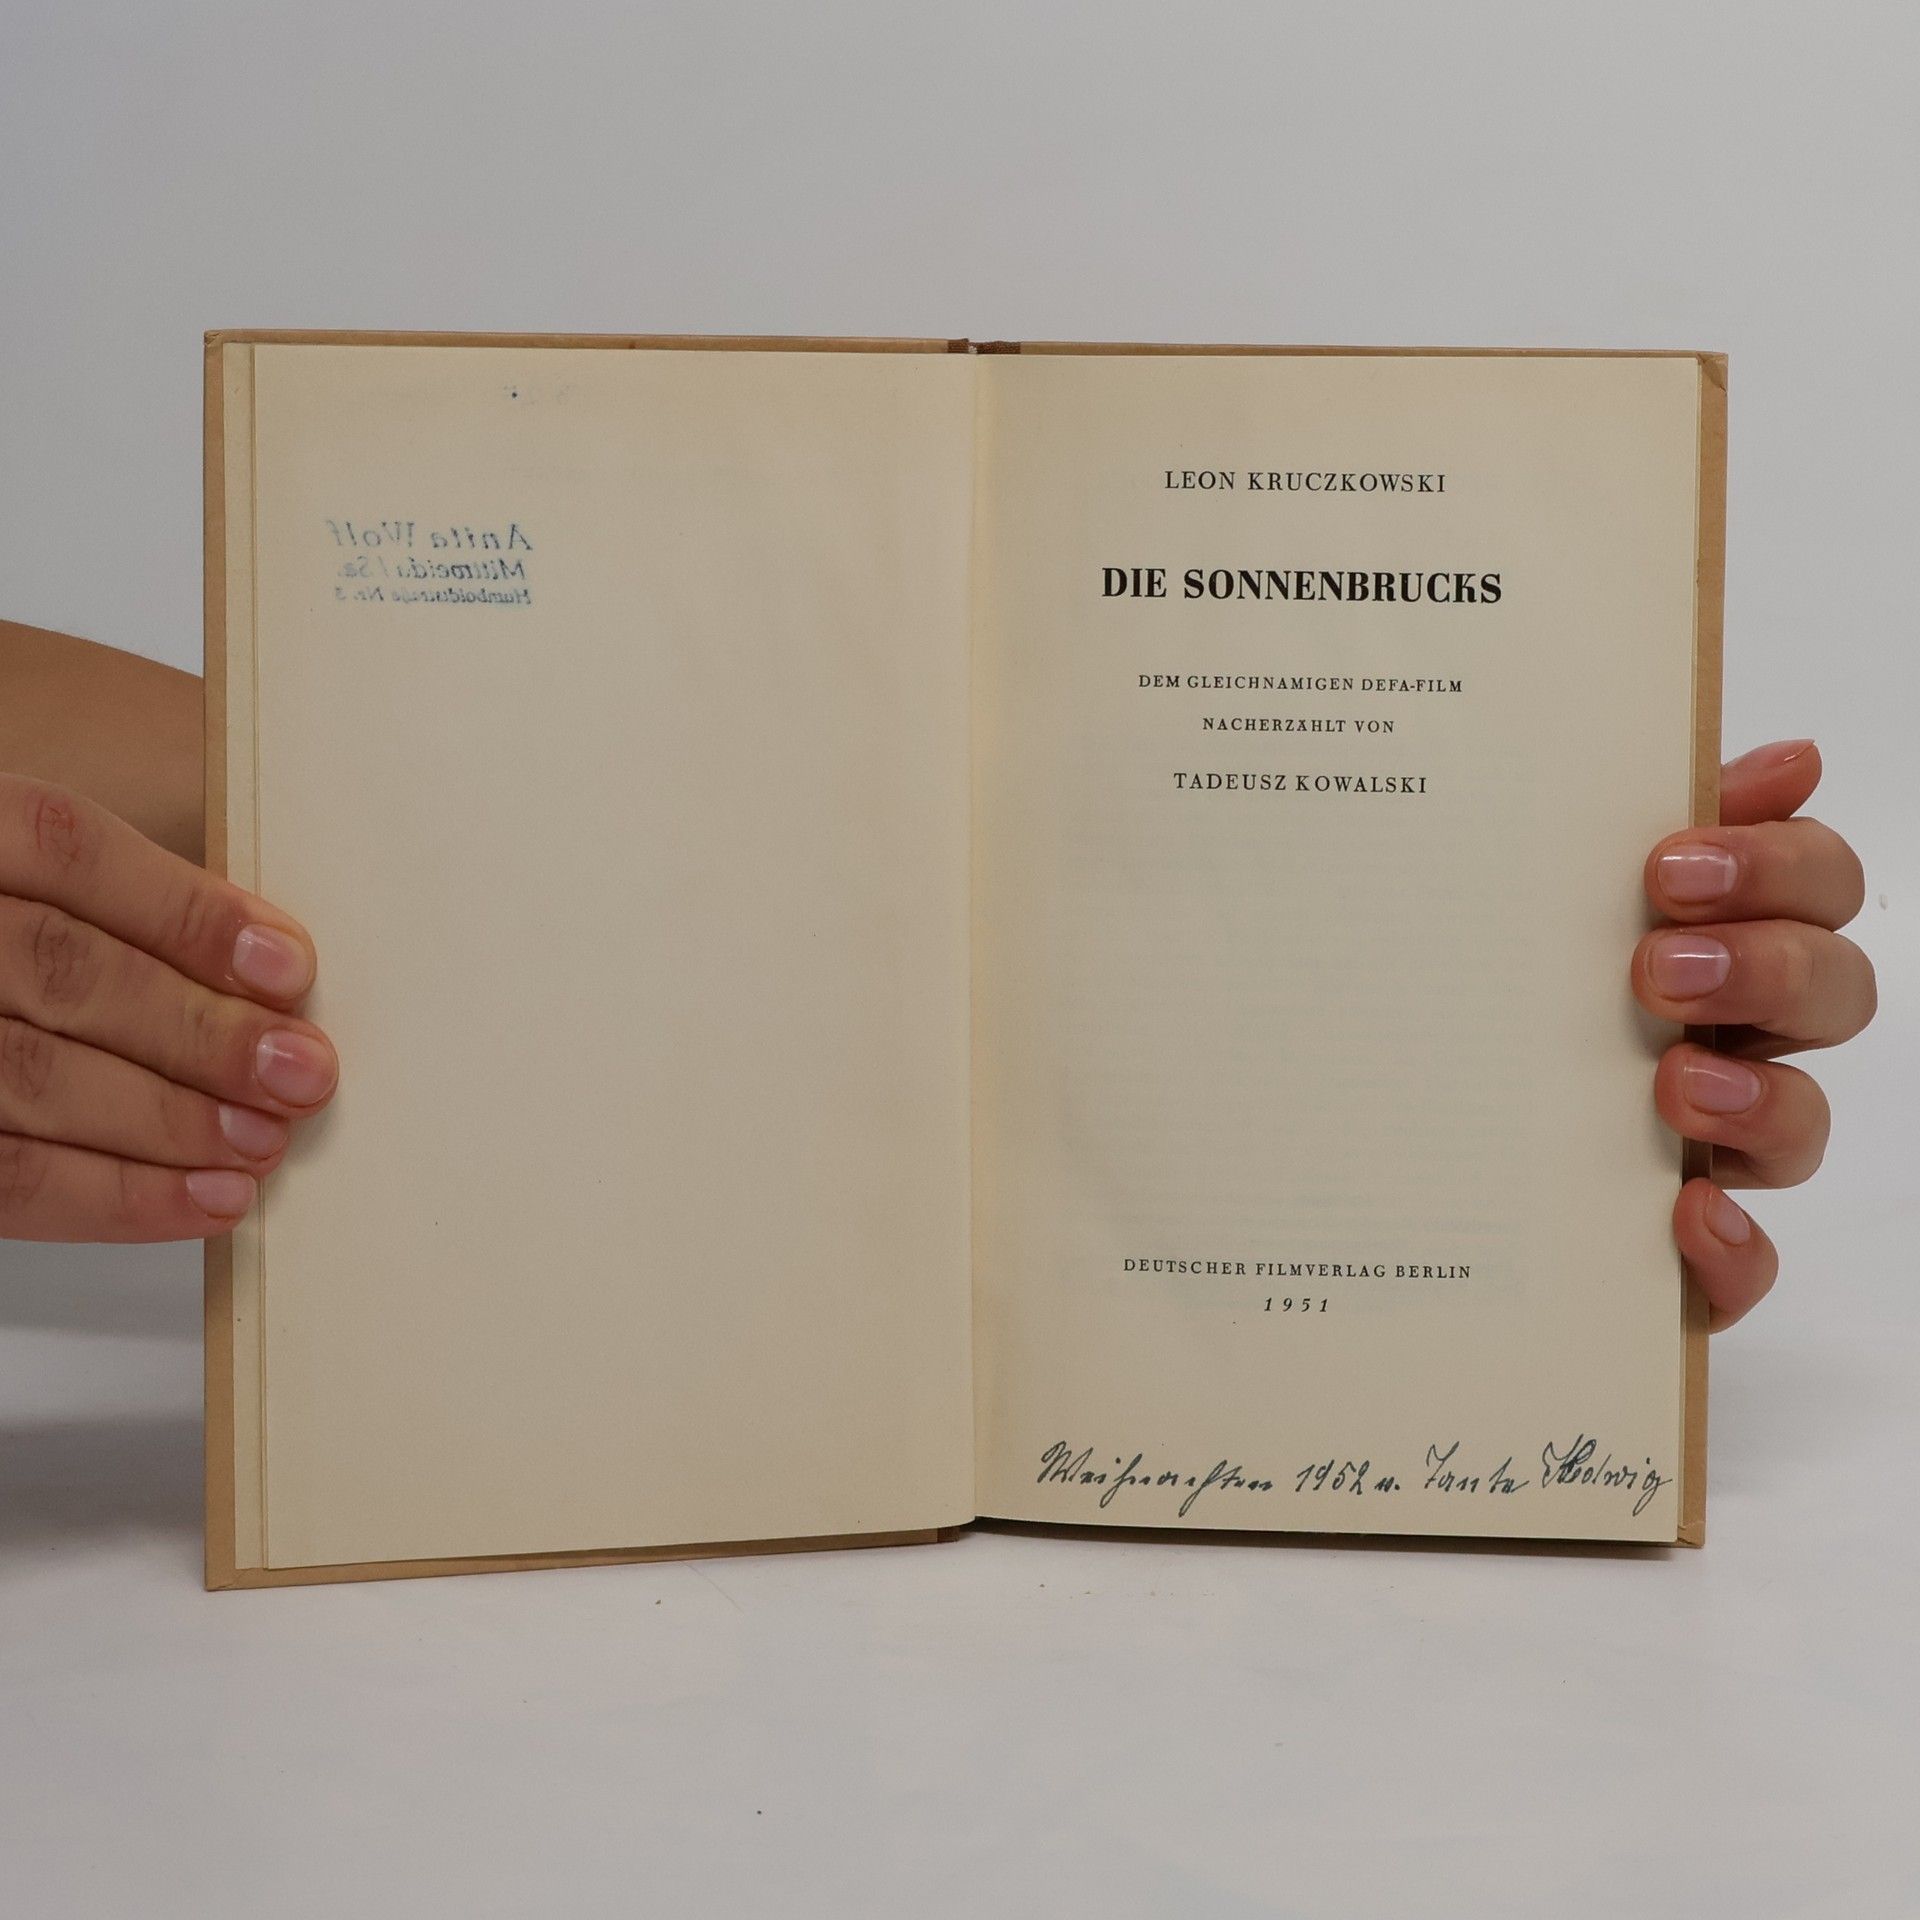 Anita Wolf
Mittweida / Sa.
Humboldtstraße Nr. 3
LEON KRUCZKOWSKI
DIE SONNENBRUCKS
DEM GLEICHNAMIGEN DEFA-FILM
NACHERZÄHLT VON
TADEUSZ KOWALSKI
DEUTSCHER FILMVERLAG BERLIN
1951
Weihnachten 1952 v. Tante Hedwig